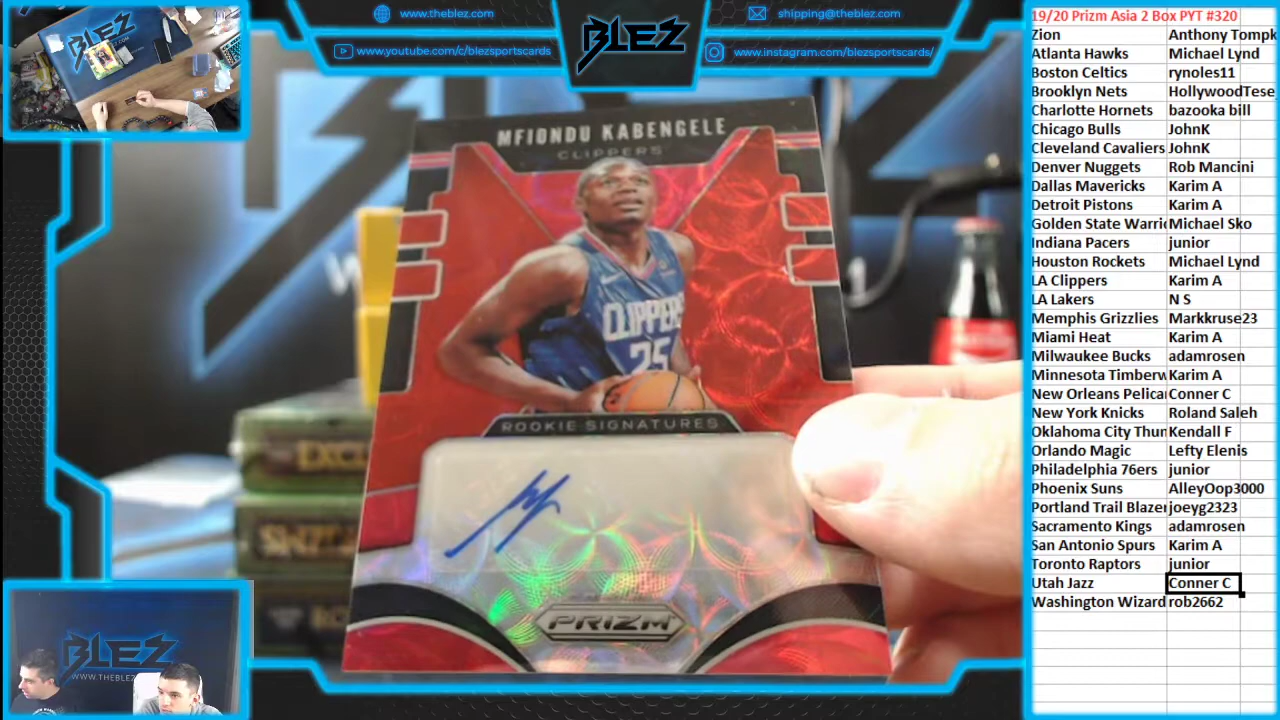 www.theblez.com
shipping@theblez.com
www.youtube.com/c/blezsportscards
www.instagram.com/blezsportscards/
BLEZ
MFIONDU KABENGELE
CLIPPERS
CLIPPERS
25
ROOKIE SIGNATURES
PRIZM
BLEZ
19/20 Prizm Asia 2 Box PYT #320
Zion Anthony Tompk
Atlanta Hawks Michael Lynd
Boston Celtics rynoles11
Brooklyn Nets HollywoodTese
Charlotte Hornets bazooka bill
Chicago Bulls JohnK
Cleveland Cavaliers JohnK
Denver Nuggets Rob Mancini
Dallas Mavericks Karim A
Detroit Pistons Karim A
Golden State Warri Michael Sko
Indiana Pacers junior
Houston Rockets Michael Lynd
LA Clippers Karim A
LA Lakers N S
Memphis Grizzlies Markkruse23
Miami Heat Karim A
Milwaukee Bucks adamrosen
Minnesota Timberw Karim A
New Orleans Pelica Conner C
New York Knicks Roland Saleh
Oklahoma City Thun Kendall F
Orlando Magic Lefty Elenis
Philadelphia 76ers junior
Phoenix Suns AlleyOop3000
Portland Trail Blazer joeyg2323
Sacramento Kings adamrosen
San Antonio Spurs Karim A
Toronto Raptors junior
Utah Jazz Conner C
Washington Wizard rob2662